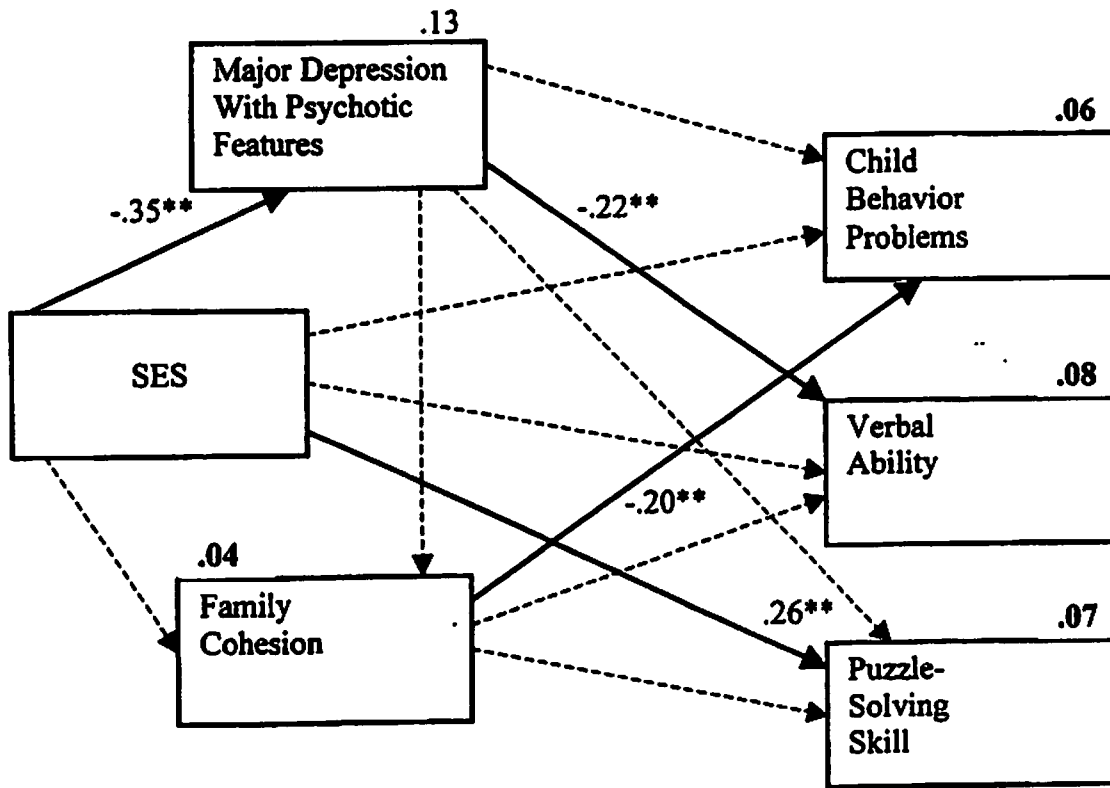 .13
Major Depression
With Psychotic
Features
.06
Child
Behavior
Problems
-.35**
-.22**
SES
.08
Verbal
Ability
-.20**
.04
Family
Cohesion
.26**
.07
Puzzle-
Solving
Skill